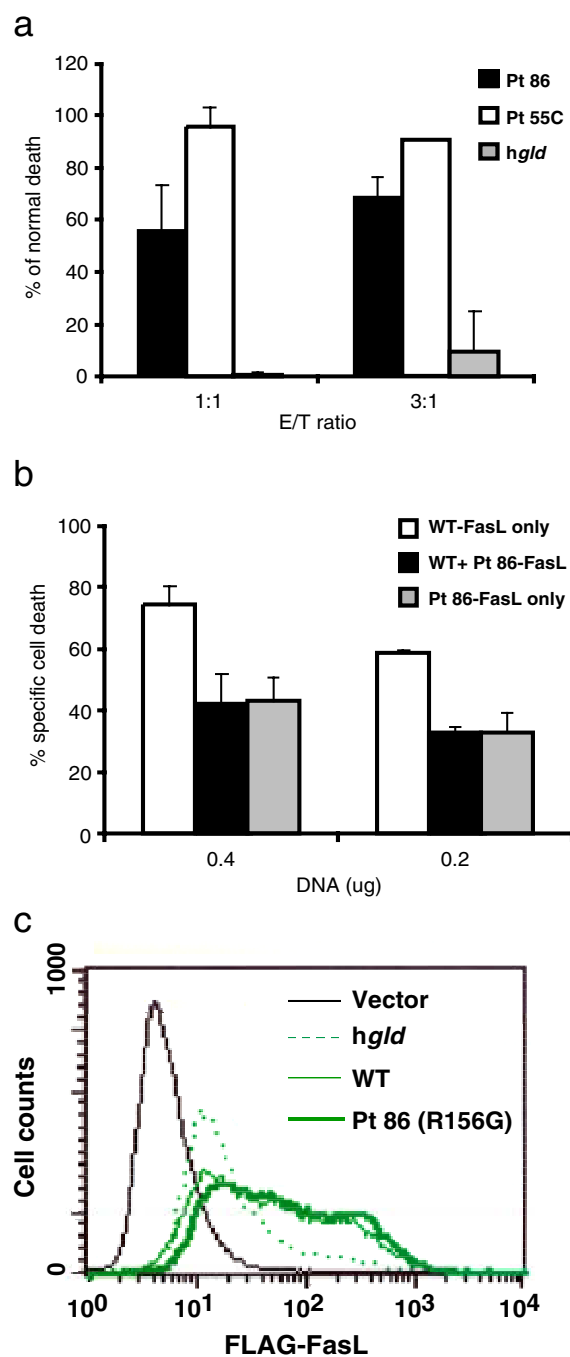 a
120
100
80
60
40
20
0
% of normal death
Pt 86
Pt 55C
hgld
1:1
3:1
E/T ratio
b
100
80
60
40
20
0
% specific cell death
WT-FasL only
WT+ Pt 86-FasL
Pt 86-FasL only
0.4
0.2
DNA (ug)
c
1000
0
Cell counts
Vector
hgld
WT
Pt 86 (R156G)
10⁰
10¹
10²
10³
10⁴
FLAG-FasL